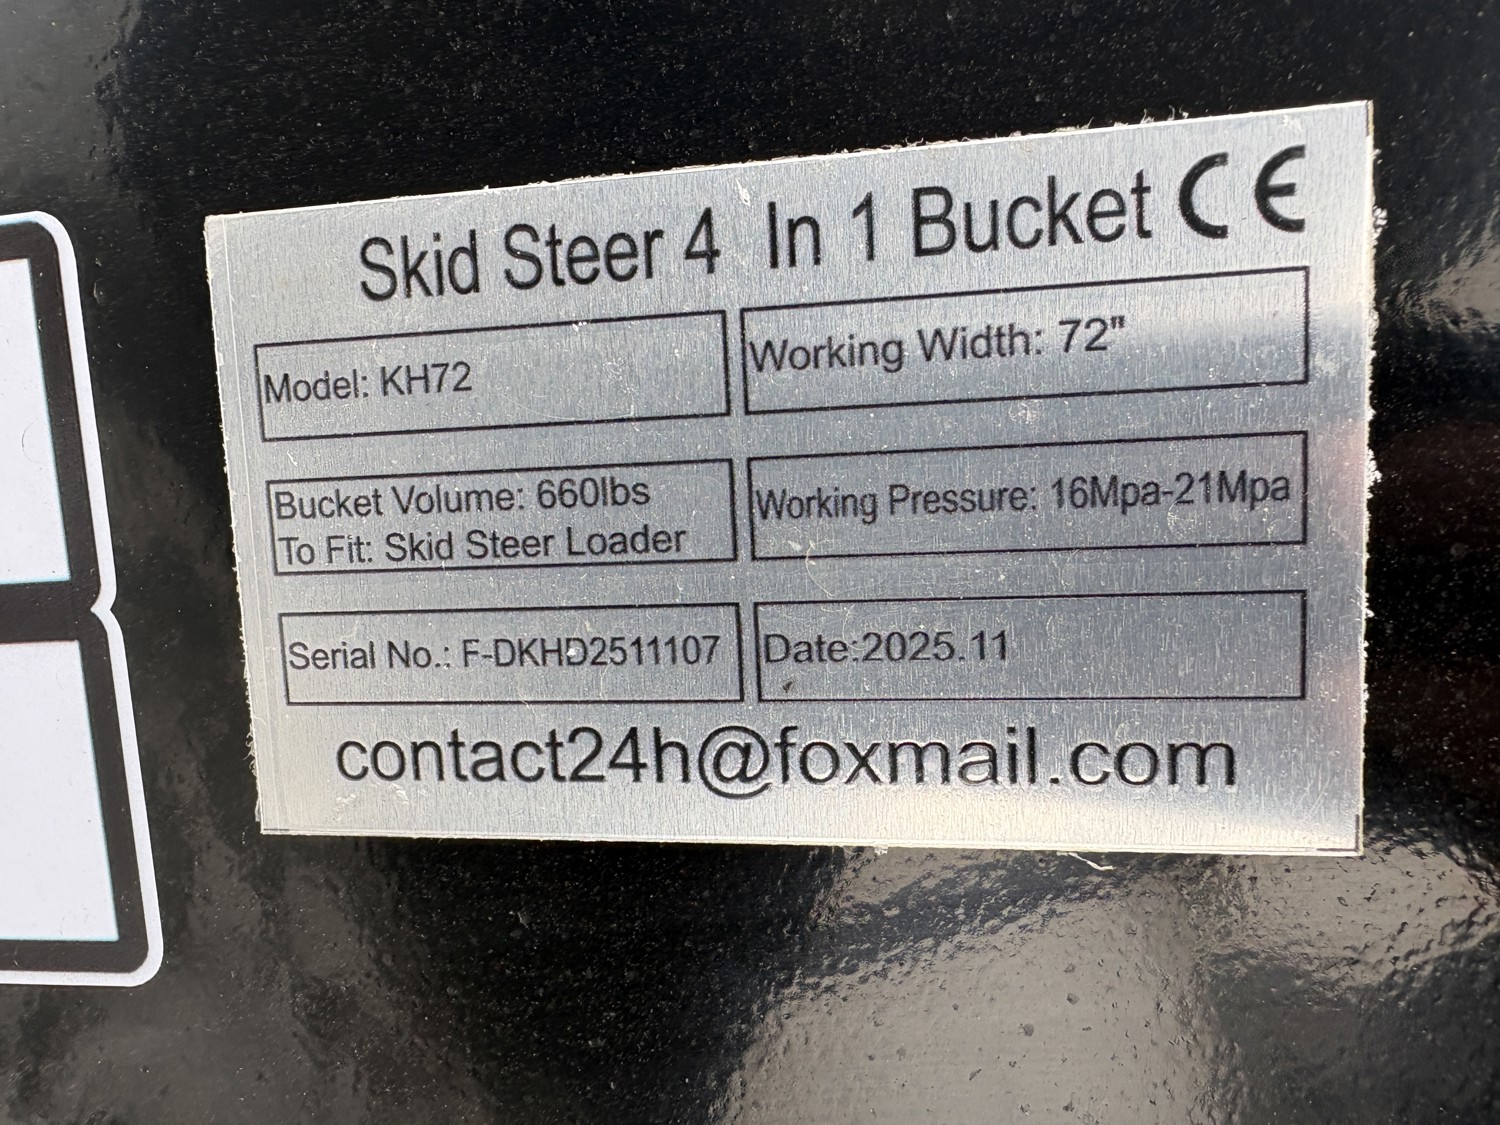 Skid Steer 4 In 1 Bucket CE
Model: KH72
Working Width: 72"
Bucket Volume: 660lbs
To Fit: Skid Steer Loader
Working Pressure: 16Mpa-21Mpa
Serial No.: F-DKHD2511107
Date:2025.11
contact24h@foxmail.com